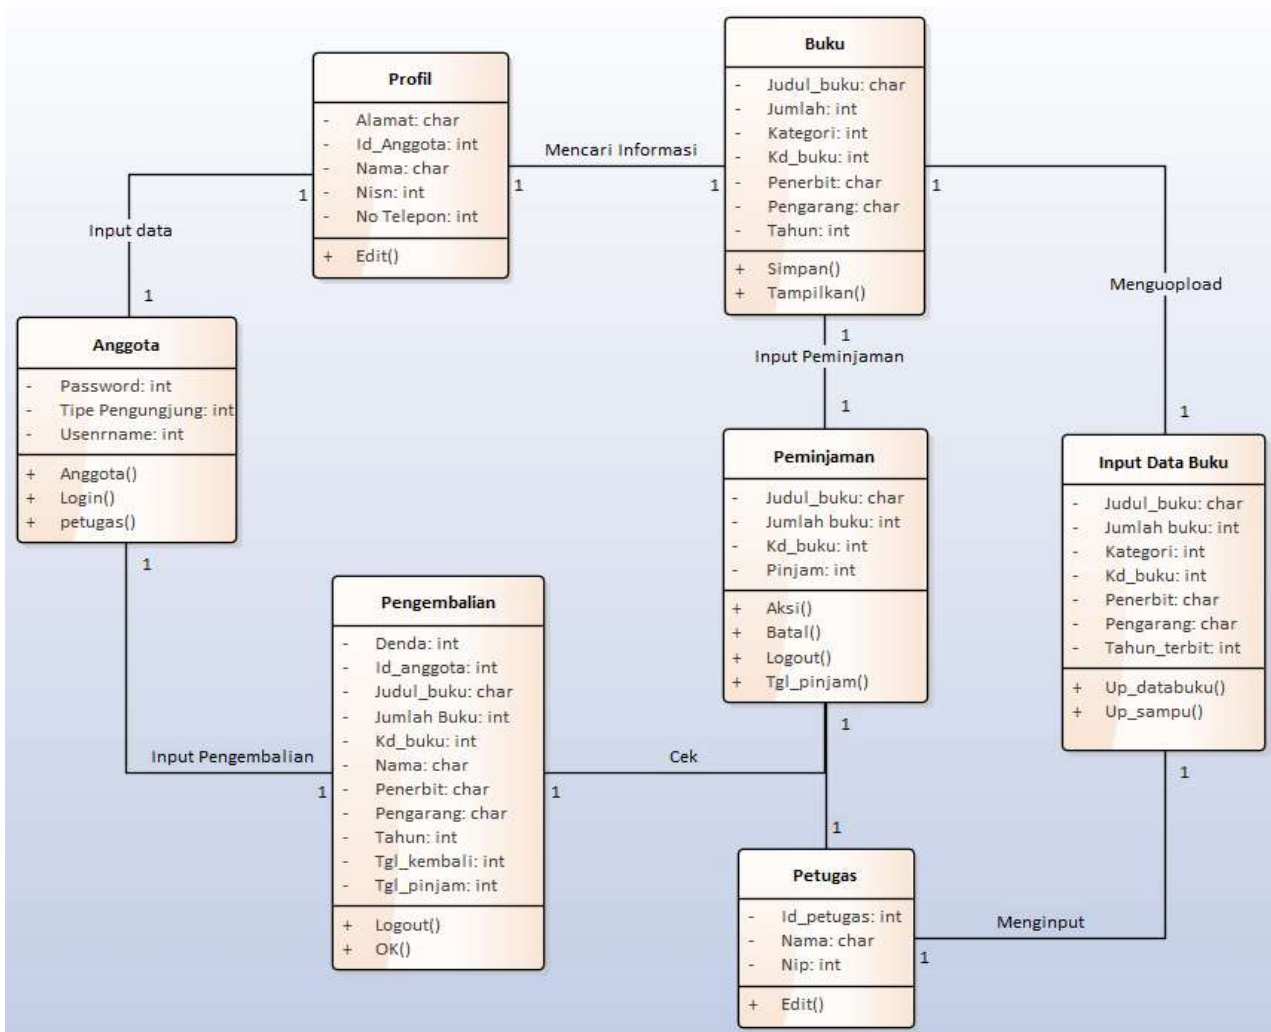 Profil
- Alamat: char
- Id_Anggota: int
- Nama: char
- Nisn: int
- No Telepon: int
+ Edit()
1
1
Mencari Informasi
1
Buku
- Judul_buku: char
- Jumlah: int
- Kategori: int
- Kd_buku: int
- Penerbit: char
- Pengarang: char
- Tahun: int
+ Simpan()
+ Tampilkan()
1
1
Input data
1
Menguopload
1
Input Peminjaman
1
Anggota
- Password: int
- Tipe Pengungjung: int
- Usenrname: int
+ Anggota()
+ Login()
+ petugas()
1
Peminjaman
- Judul_buku: char
- Jumlah buku: int
- Kd_buku: int
- Pinjam: int
+ Aksi()
+ Batal()
+ Logout()
+ Tgl_pinjam()
1
Input Data Buku
- Judul_buku: char
- Jumlah buku: int
- Kategori: int
- Kd_buku: int
- Penerbit: char
- Pengarang: char
- Tahun_terbit: int
+ Up_databuku()
+ Up_sampu()
1
Pengembalian
- Denda: int
- Id_anggota: int
- Judul_buku: char
- Jumlah Buku: int
- Kd_buku: int
- Nama: char
- Penerbit: char
- Pengarang: char
- Tahun: int
- Tgl_kembali: int
- Tgl_pinjam: int
+ Logout()
+ OK()
Input Pengembalian
1
Cek
1
1
Petugas
- Id_petugas: int
- Nama: char
- Nip: int
+ Edit()
Menginput
1